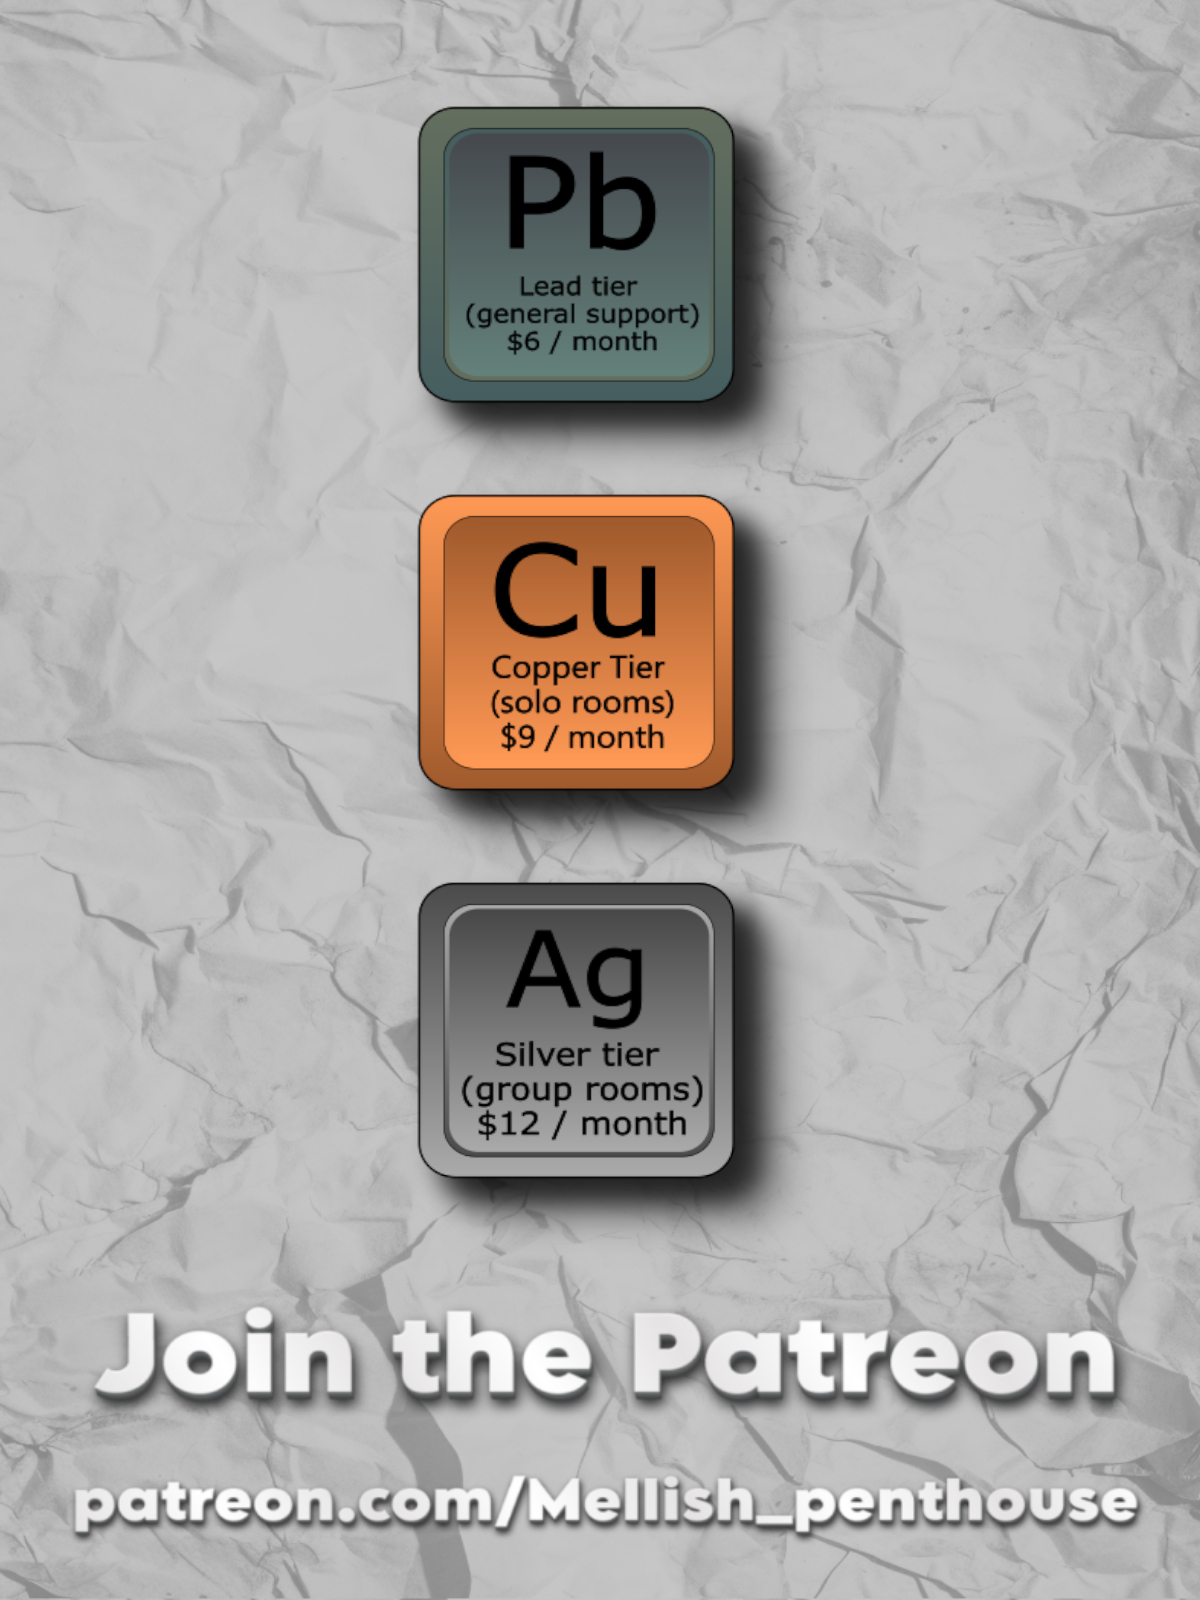 Pb
Lead tier
(general support)
$6 / month
Cu
Copper Tier
(solo rooms)
$9 / month
Ag
Silver tier
(group rooms)
$12 / month
Join the Patreon
patreon.com/Mellish_penthouse